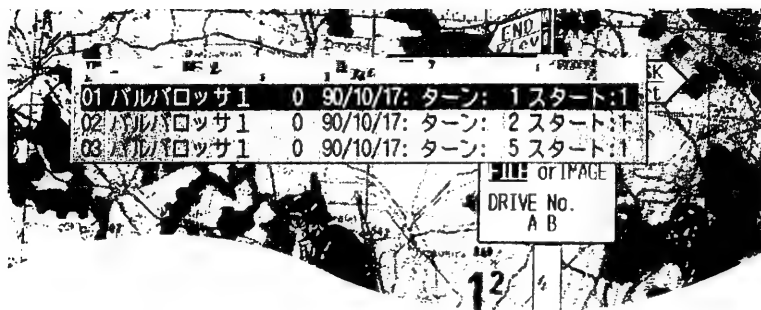 END
PLAY
01 バルバロッサ1 0 90/10/17: ターン: 1 スタート:1
02 バルバロッサ1 0 90/10/17: ターン: 2 スタート:1
03 バルバロッサ1 0 90/10/17: ターン: 5 スタート:1
FILE or IMAGE
DRIVE No.
A B
12